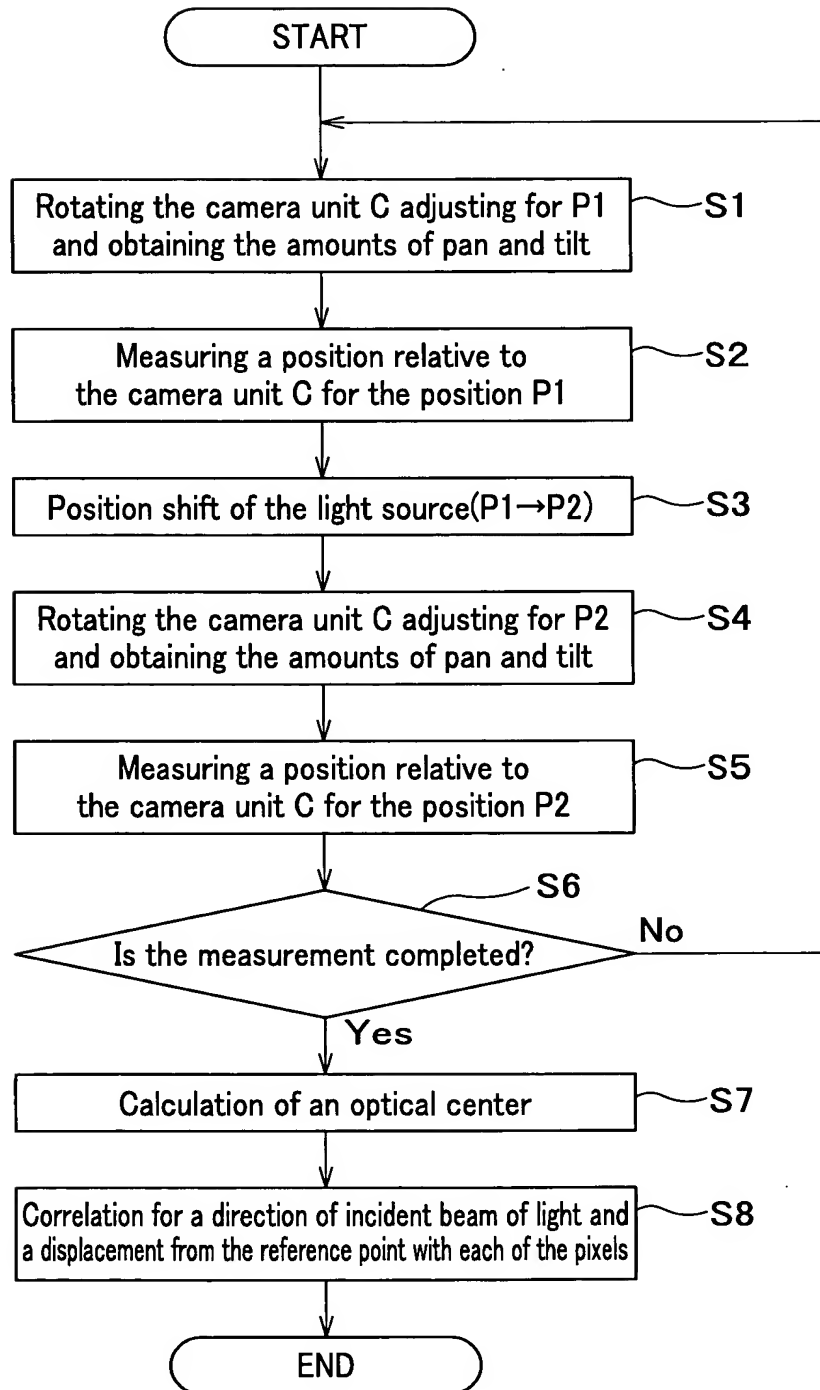 START
Rotating the camera unit C adjusting for P1
and obtaining the amounts of pan and tilt
S1
Measuring a position relative to
the camera unit C for the position P1
S2
Position shift of the light source(P1→P2)
S3
Rotating the camera unit C adjusting for P2
and obtaining the amounts of pan and tilt
S4
Measuring a position relative to
the camera unit C for the position P2
S5
S6
Is the measurement completed?
No
Yes
Calculation of an optical center
S7
Correlation for a direction of incident beam of light and
a displacement from the reference point with each of the pixels
S8
END